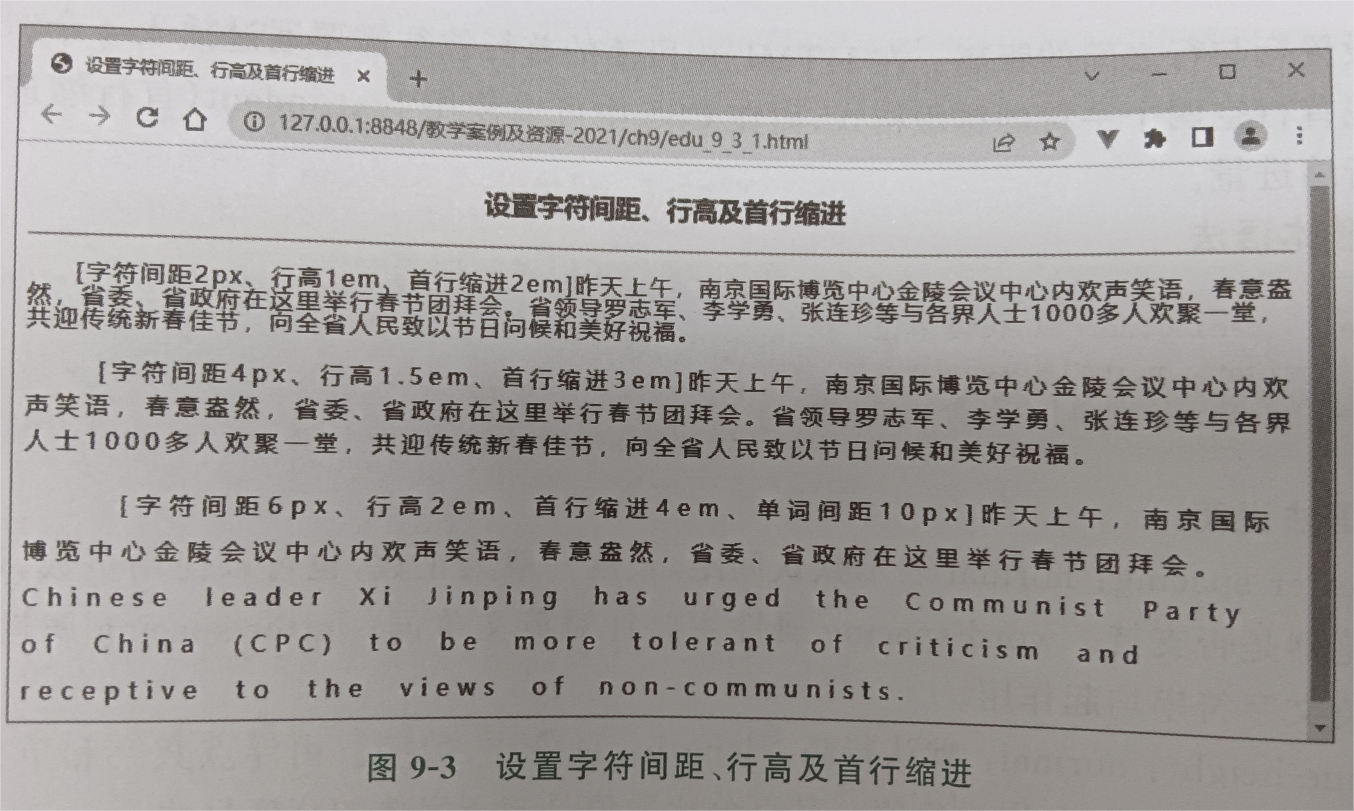 设置字符间距、行高及首行缩进
127.0.0.1:8848/教学案例及资源-2021/ch9/edu_9_3_1.html
设置字符间距、行高及首行缩进
[字符间距2px、行高1em、首行缩进2em]昨天上午，南京国际博览中心金陵会议中心内欢声笑语，春意盎
然，省委、省政府在这里举行春节团拜会。省领导罗志军、李学勇、张连珍等与各界人士1000多人欢聚一堂，
共迎传统新春佳节，向全省人民致以节日问候和美好祝福。
[字符间距4px、行高1.5em、首行缩进3em]昨天上午，南京国际博览中心金陵会议中心内欢
声笑语，春意盎然，省委、省政府在这里举行春节团拜会。省领导罗志军、李学勇、张连珍等与各界
人士1000多人欢聚一堂，共迎传统新春佳节，向全省人民致以节日问候和美好祝福。
[字符间距6px、行高2em、首行缩进4em、单词间距10px]昨天上午，南京国际
博览中心金陵会议中心内欢声笑语，春意盎然，省委、省政府在这里举行春节团拜会。
Chinese leader Xi Jinping has urged the Communist Party
of China (CPC) to be more tolerant of criticism and
receptive to the views of non-communists.
图 9-3 设置字符间距、行高及首行缩进